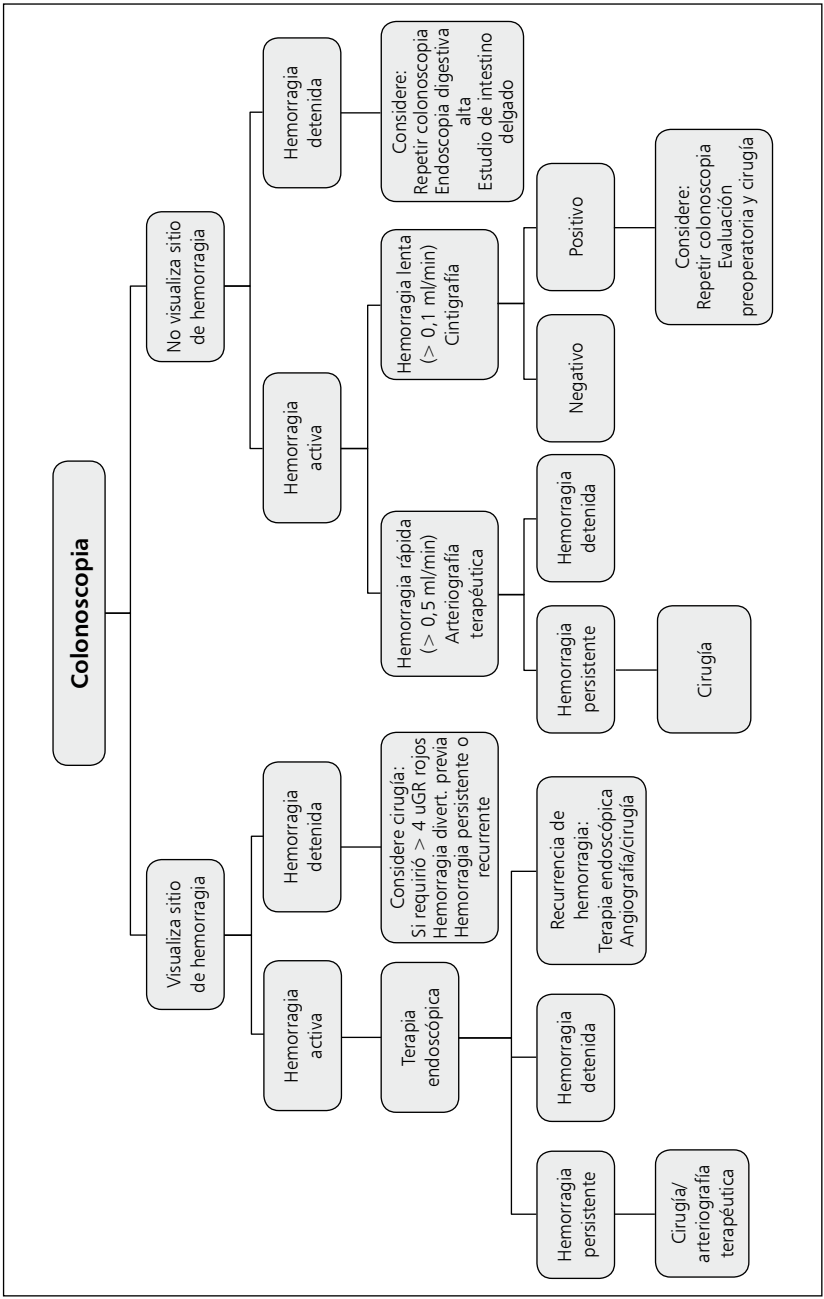 Colonoscopia
Visualiza sitio
de hemorragia
No visualiza sitio
de hemorragia
Hemorragia
activa
Hemorragia
detenida
Hemorragia
activa
Hemorragia
detenida
Terapia
endoscópica
Considere cirugía:
Si requirió > 4 uGR rojos
Hemorragia divert. previa
Hemorragia persistente o
recurrente
Hemorragia rápida
(> 0,5 ml/min)
Arteriografía
terapéutica
Hemorragia lenta
(> 0,1 ml/min)
Cintigrafía
Considere:
Repetir colonoscopia
Endoscopia digestiva
alta
Estudio de intestino
delgado
Hemorragia
persistente
Hemorragia
detenida
Recurrencia de
hemorragia:
Terapia endoscópica
Angiografía/cirugía
Hemorragia
persistente
Hemorragia
detenida
Negativo
Positivo
Cirugía/
arteriografía
terapéutica
Cirugía
Considere:
Repetir colonoscopia
Evaluación
preoperatoria y cirugía